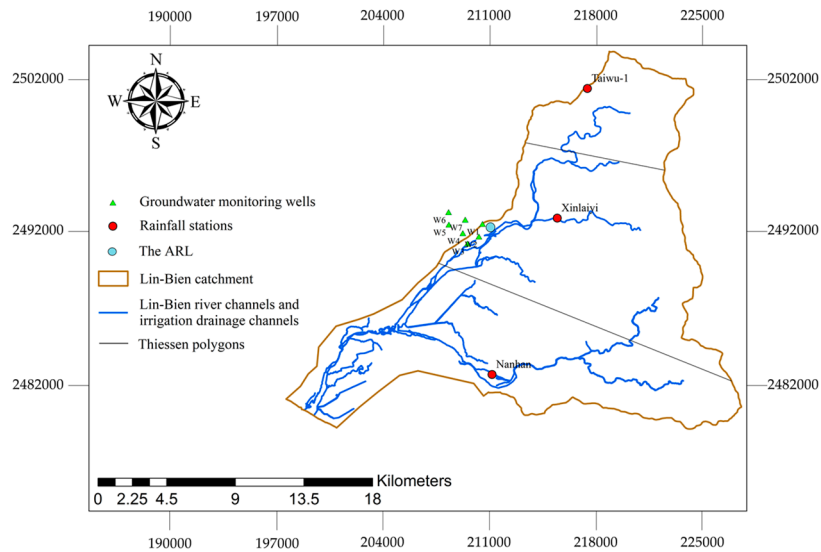 190000 197000 204000 211000 218000 225000
2502000 2502000
N
W E
S
Taiwu-1
Groundwater monitoring wells
Rainfall stations
The ARL
Lin-Bien catchment
Lin-Bien river channels and
irrigation drainage channels
Thiessen polygons
Xinlaiyi
W6
W7
W5
W1
W4
2492000 2492000
Nanhan
2482000 2482000
Kilometers
0 2.25 4.5 9 13.5 18
190000 197000 204000 211000 218000 225000